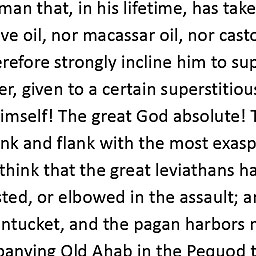 man that, in his lifetime, has take
ve oil, nor macassar oil, nor casto
erefore strongly incline him to sup
er, given to a certain superstitious
imself! The great God absolute! T
nk and flank with the most exasp
think that the great leviathans ha
sted, or elbowed in the assault; an
ntucket, and the pagan harbors n
panying Old Ahab in the Pequod t